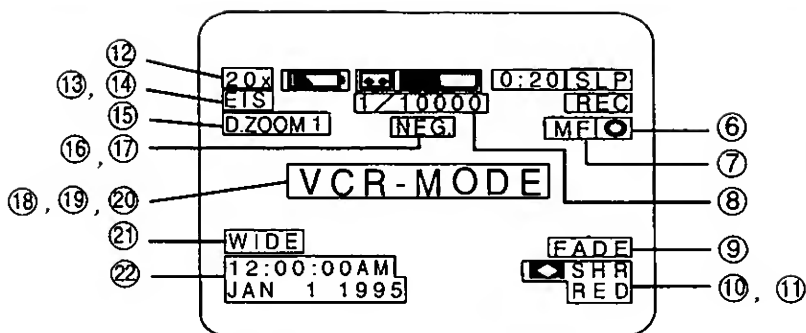 ⑫
20x 0:20 SLP
⑬, ⑭
EIS 1/10000 REC
⑮
D.ZOOM 1 NEG. MF ⑥
⑯, ⑰ ⑦
⑱, ⑲, ⑳ VCR-MODE ⑧
㉑
WIDE FADE ⑨
㉒
12:00:00AM SHR
JAN 1 1995 RED ⑩, ⑪